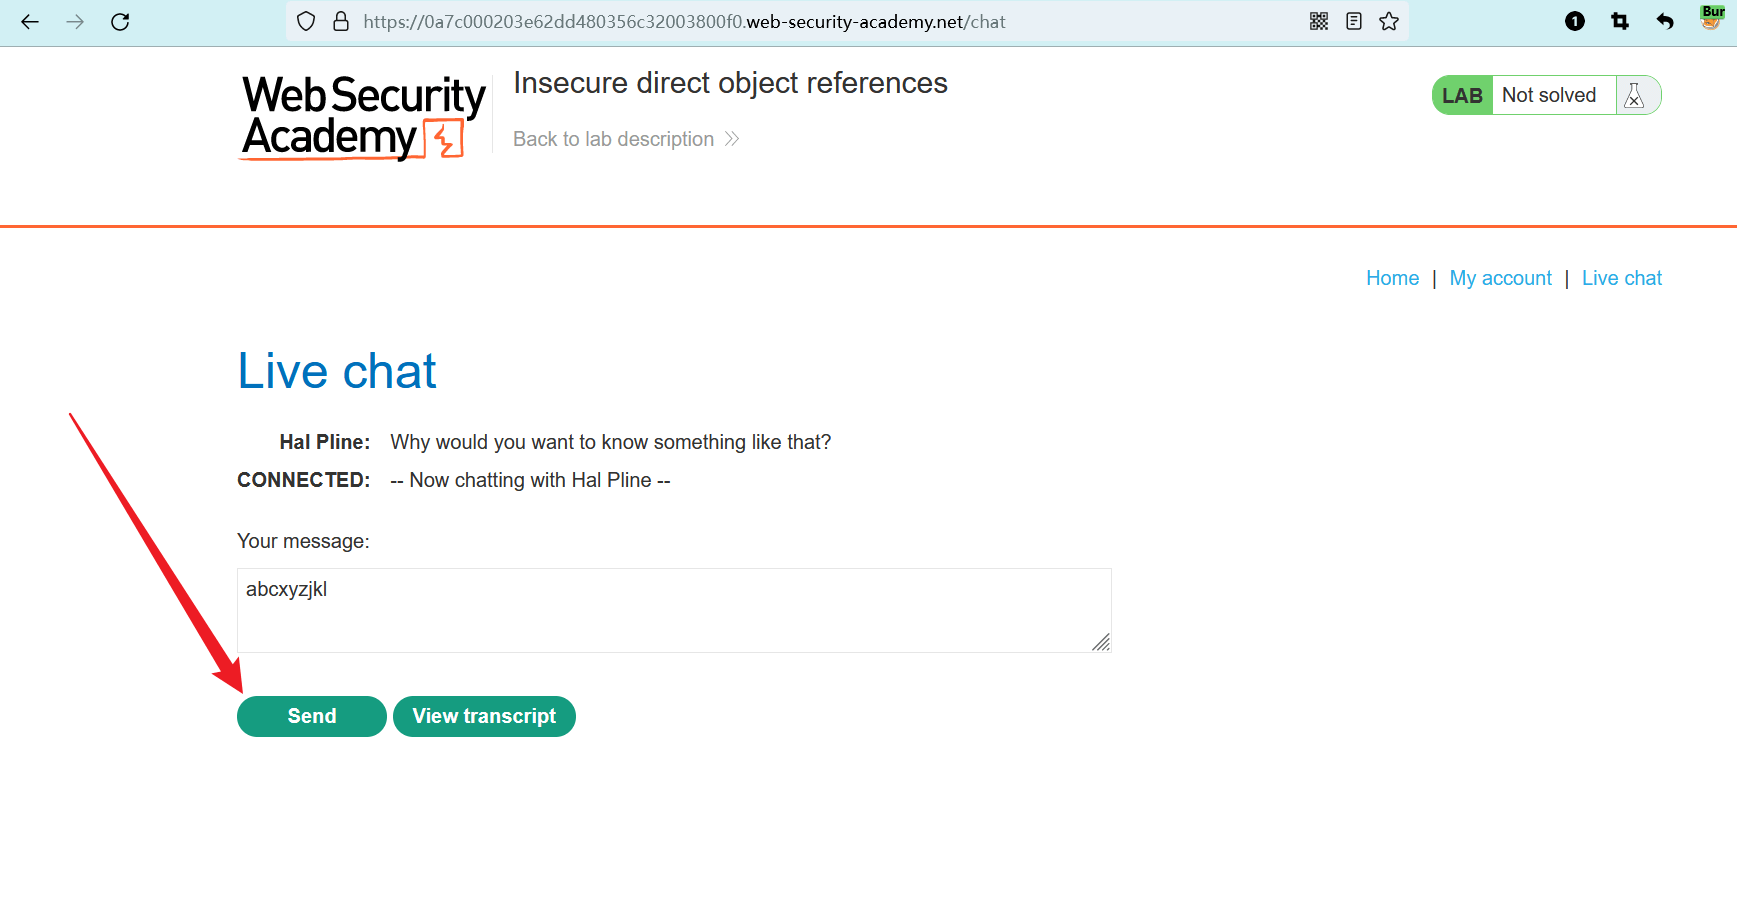 https://0a7c000203e62dd480356c32003800f0.web-security-academy.net/chat
1
Bur
Web Security
Academy
Insecure direct object references
Back to lab description
LAB Not solved
Home | My account | Live chat
Live chat
Hal Pline: Why would you want to know something like that?
CONNECTED: -- Now chatting with Hal Pline --
Your message:
abcxyzjkl
Send View transcript